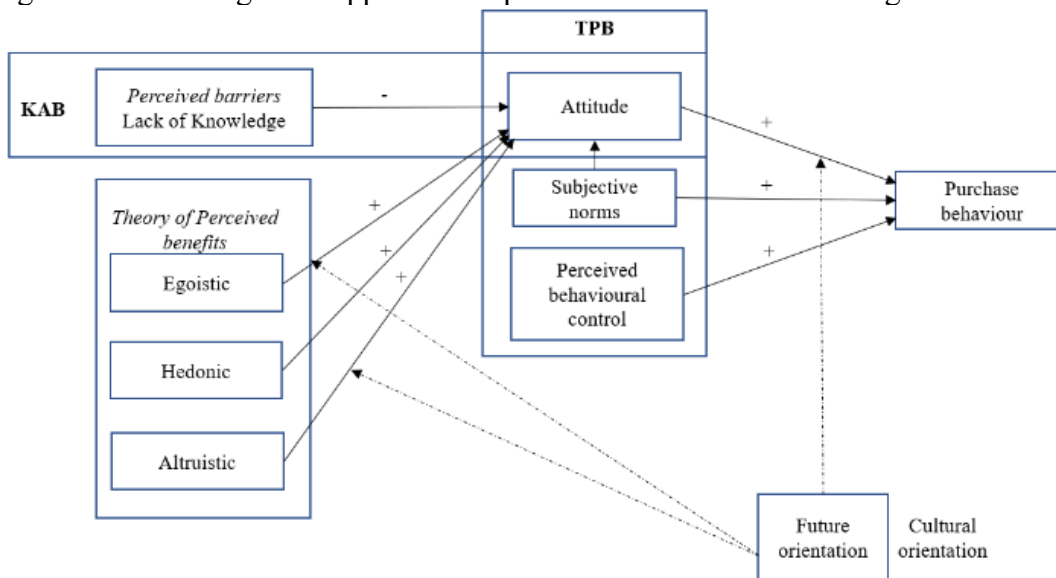 TPB
KAB
Perceived barriers
Lack of Knowledge
-
Attitude
+
Subjective
norms
+
Purchase
behaviour
Theory of Perceived
benefits
+
+
+
+
Egoistic
Perceived
behavioural
control
Hedonic
Altruistic
Future
orientation
Cultural
orientation